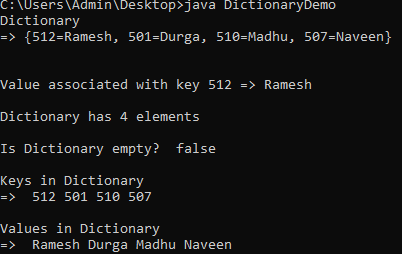 C:\Users\Admin\Desktop>java DictionaryDemo
Dictionary
=> {512=Ramesh, 501=Durga, 510=Madhu, 507=Naveen}
Value associated with key 512 => Ramesh
Dictionary has 4 elements
Is Dictionary empty?  false
Keys in Dictionary
=>  512 501 510 507
Values in Dictionary
=>  Ramesh Durga Madhu Naveen